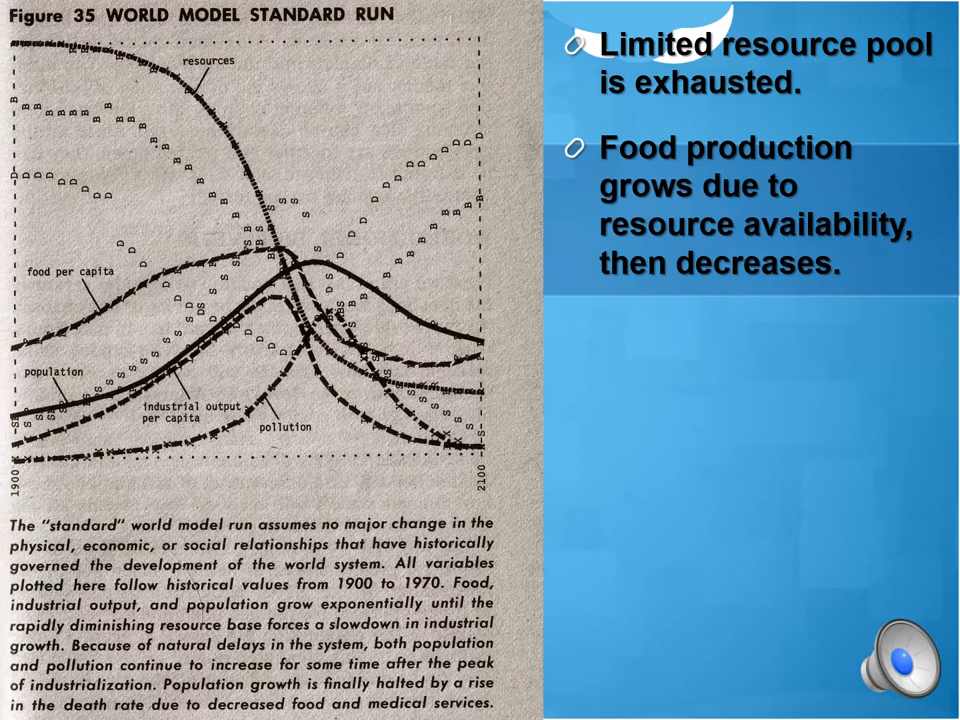 Figure 35 WORLD MODEL STANDARD RUN
resources
food per capita
population
industrial output
per capita
pollution
1900
2100
The "standard" world model run assumes no major change in the
physical, economic, or social relationships that have historically
governed the development of the world system. All variables
plotted here follow historical values from 1900 to 1970. Food,
industrial output, and population grow exponentially until the
rapidly diminishing resource base forces a slowdown in industrial
growth. Because of natural delays in the system, both population
and pollution continue to increase for some time after the peak
of industrialization. Population growth is finally halted by a rise
in the death rate due to decreased food and medical services.
Limited resource pool
is exhausted.
Food production
grows due to
resource availability,
then decreases.